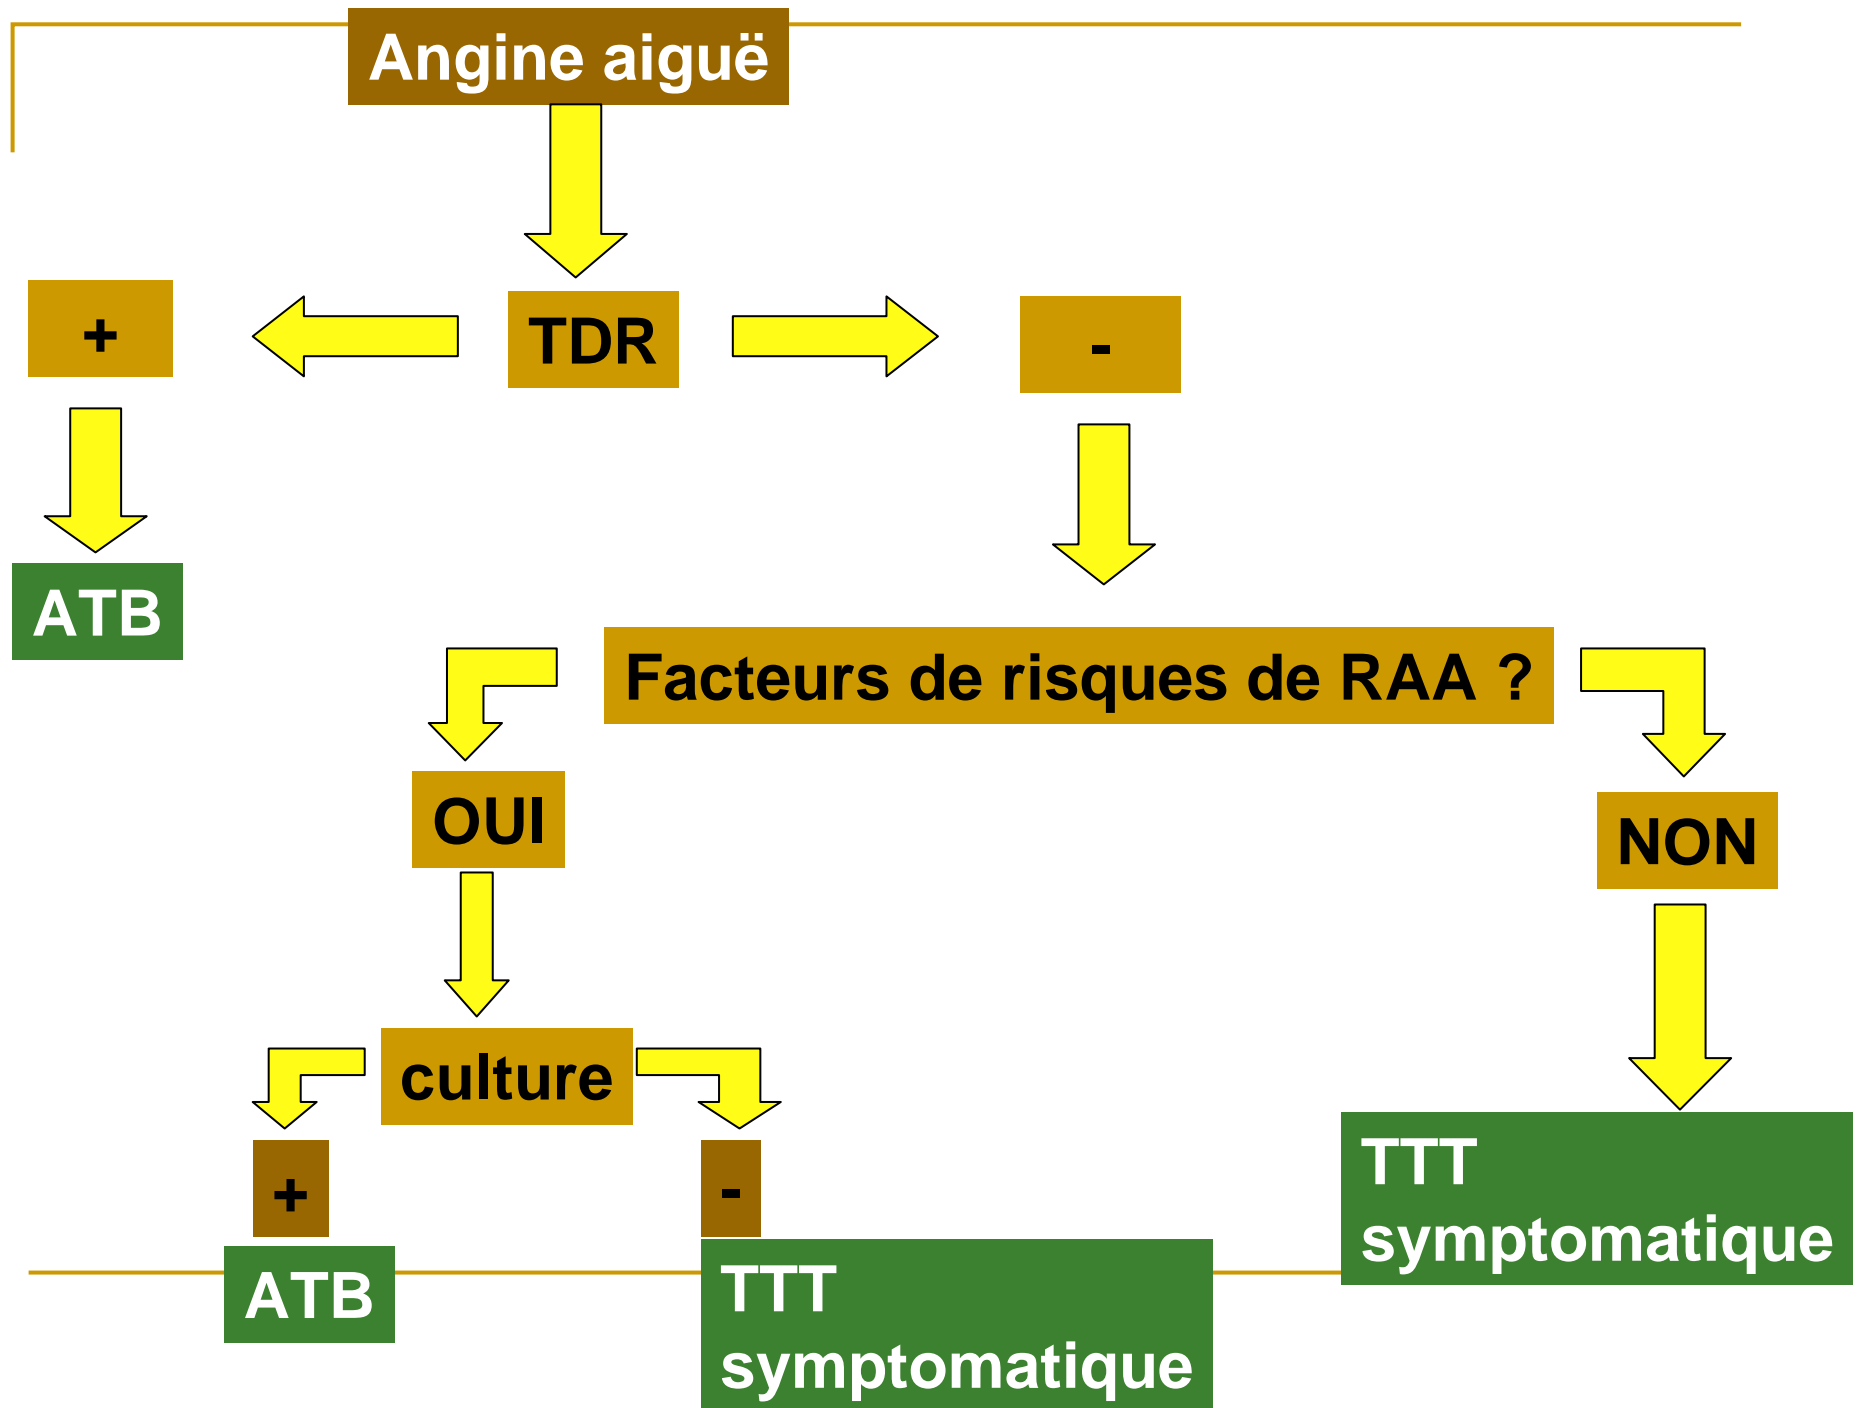 Angine aiguë
+
TDR
-
ATB
Facteurs de risques de RAA ?
OUI
NON
culture
+
-
TTT
symptomatique
ATB
TTT
symptomatique